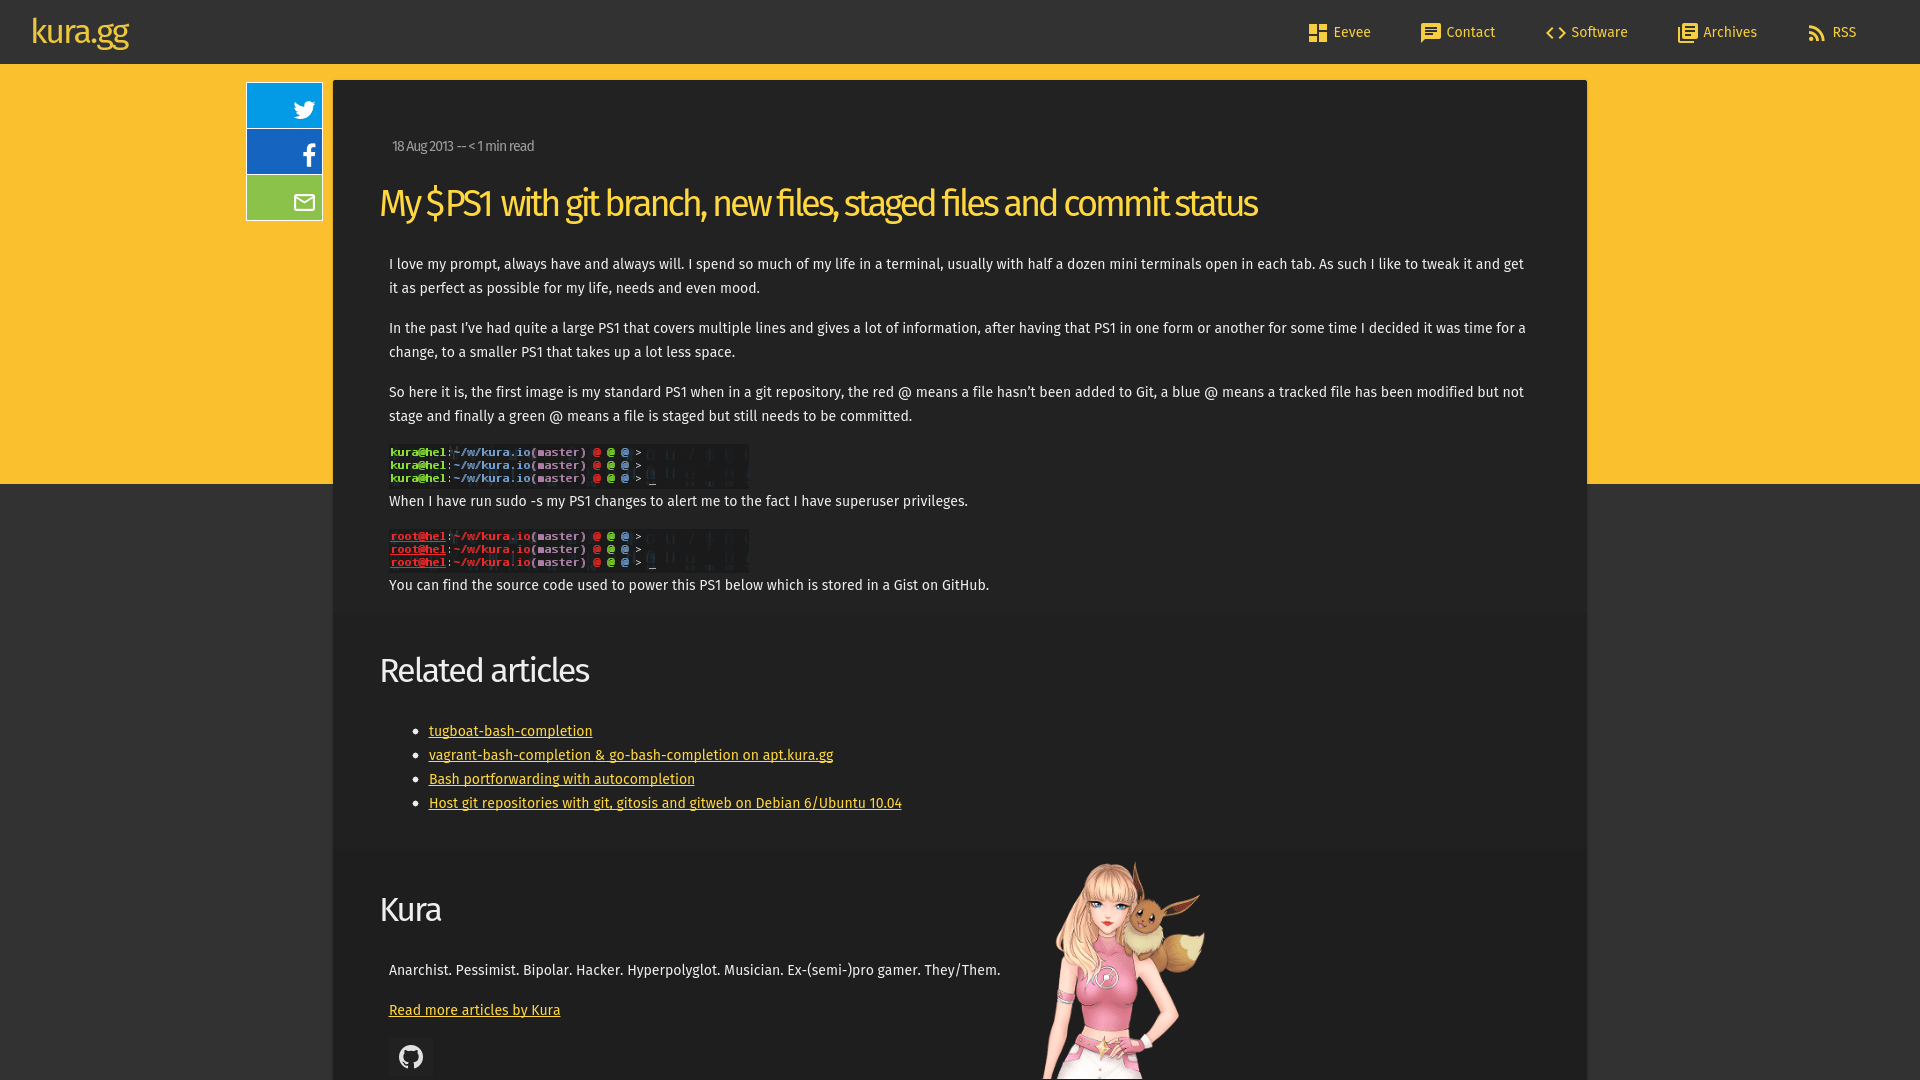 kura.gg
Eevee
Contact
Software
Archives
RSS
18 Aug 2013 -- < 1 min read
My $PS1 with git branch, new files, staged files and commit status
I love my prompt, always have and always will. I spend so much of my life in a terminal, usually with half a dozen mini terminals open in each tab. As such I like to tweak it and get
it as perfect as possible for my life, needs and even mood.
In the past I’ve had quite a large PS1 that covers multiple lines and gives a lot of information, after having that PS1 in one form or another for some time I decided it was time for a
change, to a smaller PS1 that takes up a lot less space.
So here it is, the first image is my standard PS1 when in a git repository, the red @ means a file hasn’t been added to Git, a blue @ means a tracked file has been modified but not
stage and finally a green @ means a file is staged but still needs to be committed.
kura@hel:~/w/kura.io(master) @ @ @ >
kura@hel:~/w/kura.io(master) @ @ @ >
kura@hel:~/w/kura.io(master) @ @ @ > _
When I have run sudo -s my PS1 changes to alert me to the fact I have superuser privileges.
root@hel:~/w/kura.io(master) @ @ @ >
root@hel:~/w/kura.io(master) @ @ @ >
root@hel:~/w/kura.io(master) @ @ @ > _
You can find the source code used to power this PS1 below which is stored in a Gist on GitHub.
Related articles
• tugboat-bash-completion
• vagrant-bash-completion & go-bash-completion on apt.kura.gg
• Bash portforwarding with autocompletion
• Host git repositories with git, gitosis and gitweb on Debian 6/Ubuntu 10.04
Kura
Anarchist. Pessimist. Bipolar. Hacker. Hyperpolyglot. Musician. Ex-(semi-)pro gamer. They/Them.
Read more articles by Kura